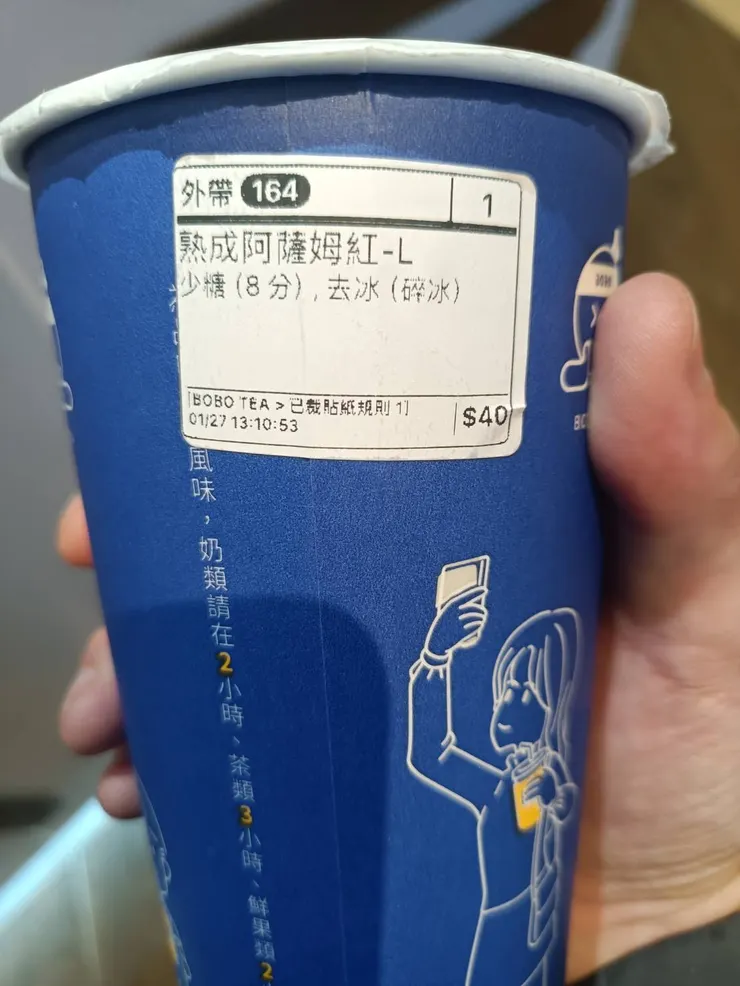 外帶 164 1
熟成阿薩姆紅-L
少糖 (8 分) , 去冰 (碎冰)
[BOBO TEA > 已裁貼紙規則 1]
01/27 13:10:53 $40
風味，奶類請在2小時、茶類3小時、鮮果類2